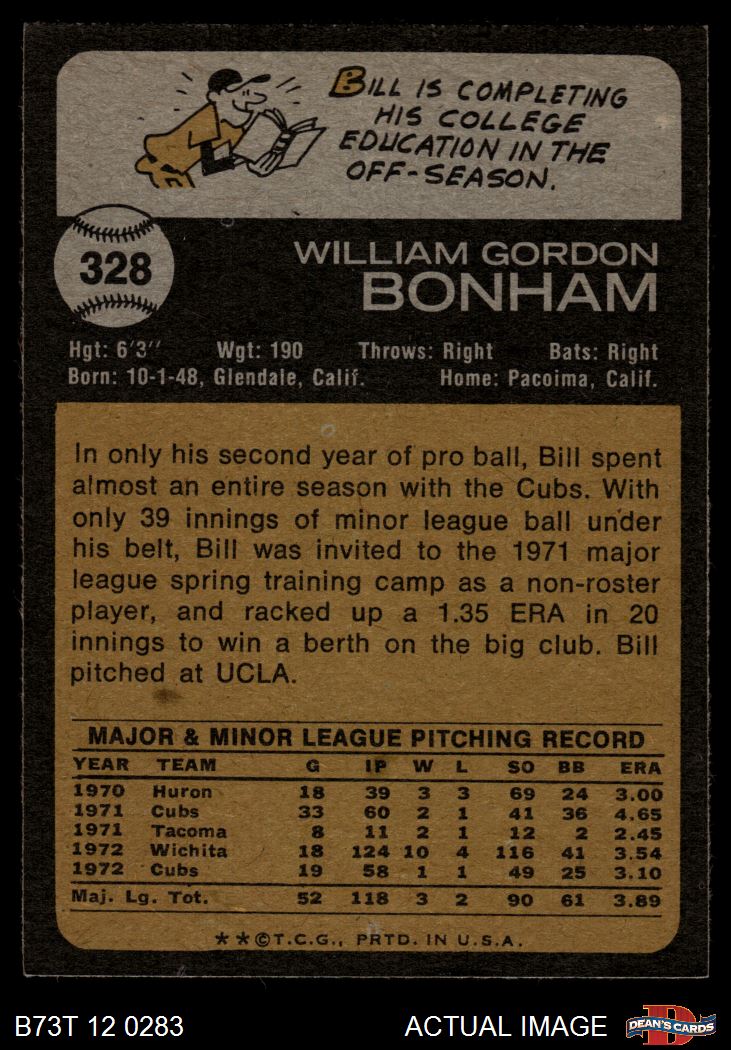 BILL IS COMPLETING
HIS COLLEGE
EDUCATION IN THE
OFF-SEASON.
328
WILLIAM GORDON
BONHAM
Hgt: 6'3" Wgt: 190 Throws: Right Bats: Right
Born: 10-1-48, Glendale, Calif. Home: Pacoima, Calif.
In only his second year of pro ball, Bill spent
almost an entire season with the Cubs. With
only 39 innings of minor league ball under
his belt, Bill was invited to the 1971 major
league spring training camp as a non-roster
player, and racked up a 1.35 ERA in 20
innings to win a berth on the big club. Bill
pitched at UCLA.
MAJOR & MINOR LEAGUE PITCHING RECORD
YEAR TEAM G IP W L SO BB ERA
1970 Huron 18 39 3 3 69 24 3.00
1971 Cubs 33 60 2 1 41 36 4.65
1971 Tacoma 8 11 2 1 12 2 2.45
1972 Wichita 18 124 10 4 116 41 3.54
1972 Cubs 19 58 1 1 49 25 3.10
Maj. Lg. Tot. 52 118 3 2 90 61 3.89
**©T.C.G., PRTD. IN U.S.A.
B73T 12 0283 ACTUAL IMAGE D DEAN'S CARDS